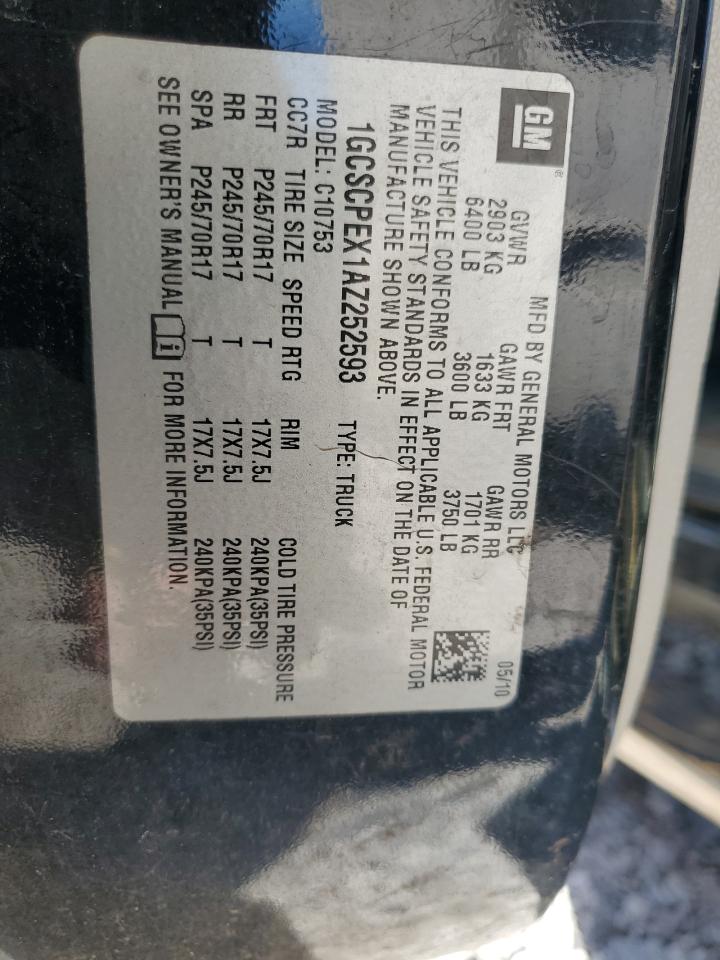 GM®
MFD BY GENERAL MOTORS LLC 05/10
GVWR GAWR FRT GAWR RR
2903 KG 1633 KG 1701 KG
6400 LB 3600 LB 3750 LB
THIS VEHICLE CONFORMS TO ALL APPLICABLE U.S. FEDERAL MOTOR
VEHICLE SAFETY STANDARDS IN EFFECT ON THE DATE OF
MANUFACTURE SHOWN ABOVE.
1GCSCPEX1AZ252593 TYPE: TRUCK
MODEL: C10753
CC7R TIRE SIZE SPEED RTG RIM COLD TIRE PRESSURE
FRT P245/70R17 T 17X7.5J 240KPA(35PSI)
RR P245/70R17 T 17X7.5J 240KPA(35PSI)
SPA P245/70R17 T 17X7.5J 240KPA(35PSI)
SEE OWNER'S MANUAL i FOR MORE INFORMATION.